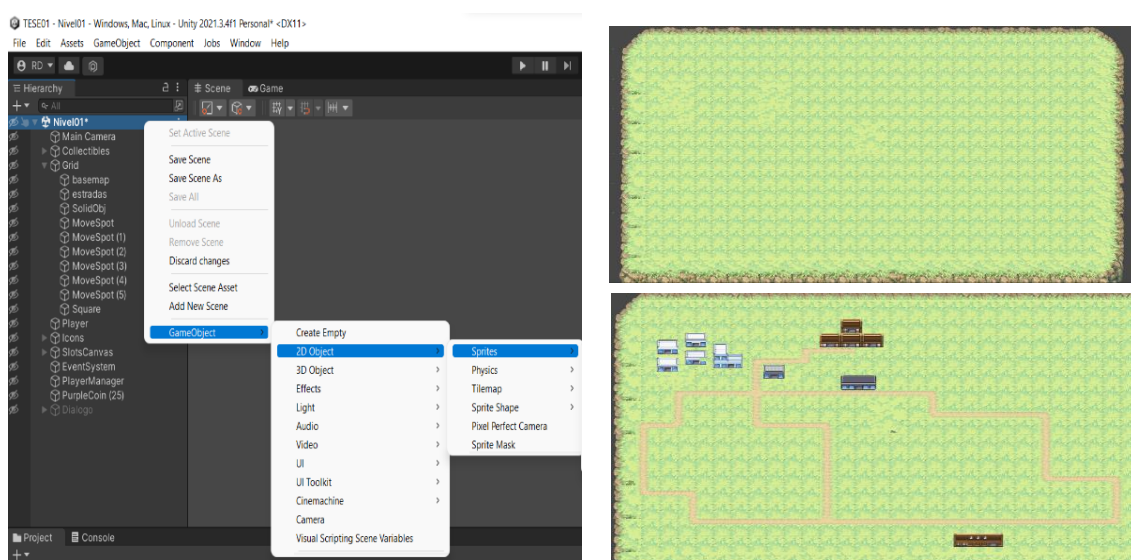 TESE01 - Nivel01 - Windows, Mac, Linux - Unity 2021.3.4f1 Personal* <DX11>
File Edit Assets GameObject Component Jobs Window Help
RD
Hierarchy
Scene
Game
All
Nivel01*
Main Camera
Collectibles
Grid
basemap
estradas
SolidObj
MoveSpot
MoveSpot (1)
MoveSpot (2)
MoveSpot (3)
MoveSpot (4)
MoveSpot (5)
Square
Player
Icons
SlotsCanvas
EventSystem
PlayerManager
PurpleCoin (25)
Dialogo
Set Active Scene
Save Scene
Save Scene As
Save All
Unload Scene
Remove Scene
Discard changes
Select Scene Asset
Add New Scene
GameObject
Create Empty
2D Object
3D Object
Effects
Light
Audio
Video
UI
UI Toolkit
Cinemachine
Camera
Visual Scripting Scene Variables
Sprites
Physics
Tilemap
Sprite Shape
Pixel Perfect Camera
Sprite Mask
Project
Console